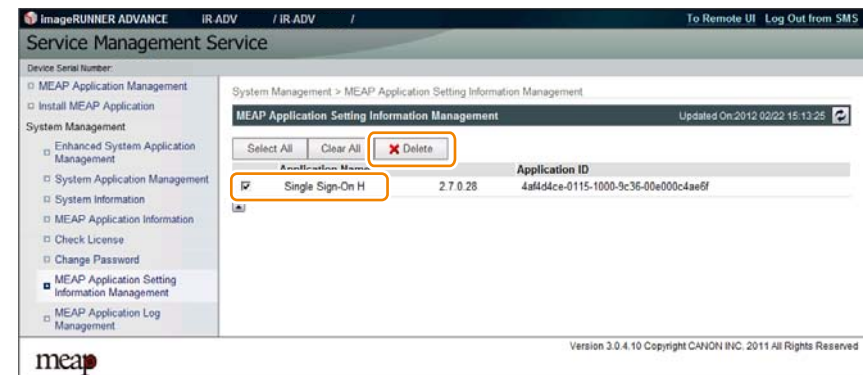 imageRUNNER ADVANCE iR-ADV / iR-ADV / To Remote UI Log Out from SMS
Service Management Service
Device Serial Number:
MEAP Application Management
Install MEAP Application
System Management
Enhanced System Application
Management
System Application Management
System Information
MEAP Application Information
Check License
Change Password
MEAP Application Setting
Information Management
MEAP Application Log
Management
System Management > MEAP Application Setting Information Management
MEAP Application Setting Information Management Updated On:2012 02/22 15:13:25
Select All Clear All Delete
Application Name Application ID
Single Sign-On H 2.7.0.28 4af4d4ce-0115-1000-9c36-00e000c4ae6f
meap
Version 3.0.4.10 Copyright CANON INC. 2011 All Rights Reserved